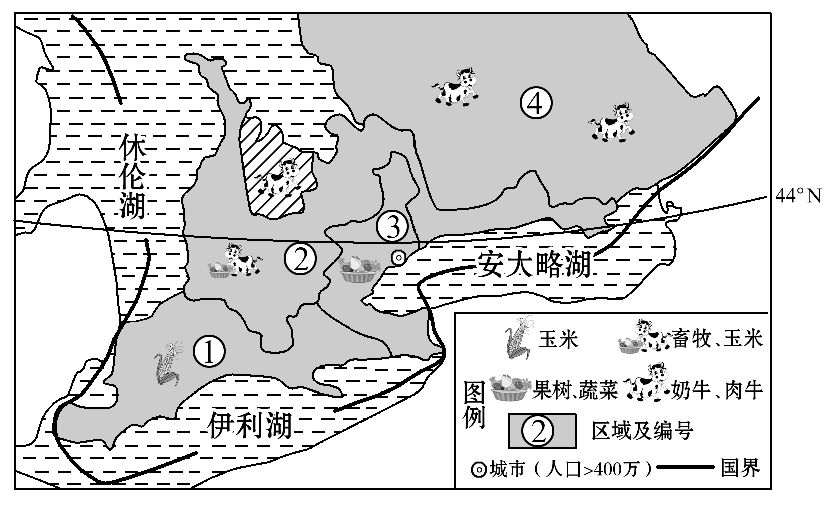 ④
休伦湖
44°N
③
②
安大略湖
①
伊利湖
图例
玉米
畜牧、玉米
果树、蔬菜
奶牛、肉牛
②
区域及编号
城市（人口>400万）
国界